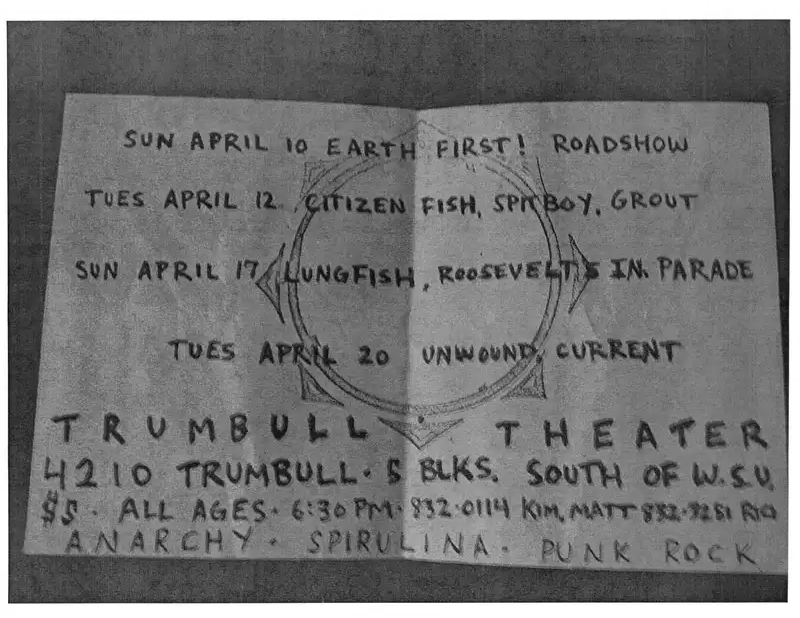 SUN APRIL 10 EARTH FIRST! ROADSHOW
TUES APRIL 12 CITIZEN FISH, SPITBOY, GROUT
SUN APRIL 17 LUNGFISH, ROOSEVELT'S IN. PARADE
TUES APRIL 20 UNWOUND, CURRENT
TRUMBULL THEATER
4210 TRUMBULL · 5 BLKS. SOUTH OF W.S.U.
$5 · ALL AGES · 6:30 PM · 832·0114 KIM, MATT 832·9281 RIO
ANARCHY · SPIRULINA · PUNK ROCK